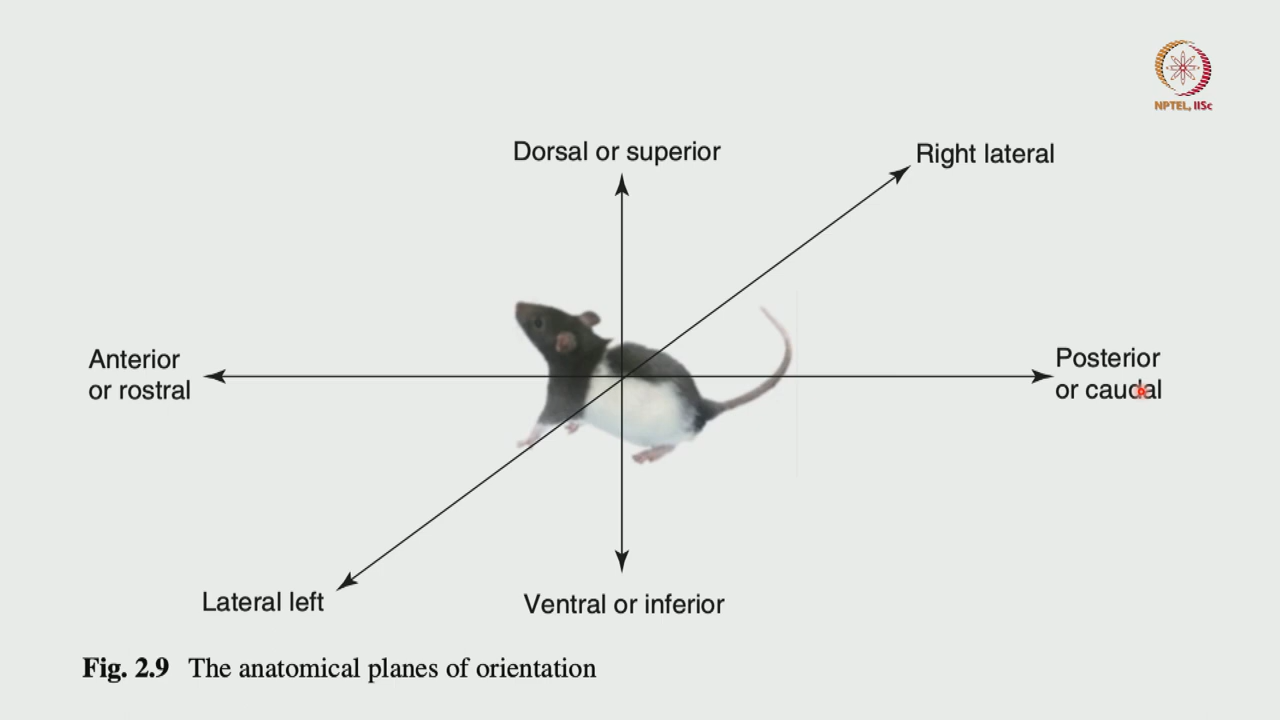 NPTEL, IISc
Dorsal or superior
Right lateral
Anterior
or rostral
Posterior
or caudal
Lateral left
Ventral or inferior
Fig. 2.9 The anatomical planes of orientation